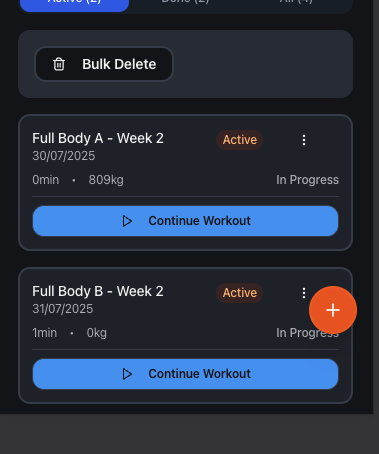 Active (2) Done (2) All (4)
Bulk Delete
Full Body A - Week 2 Active
30/07/2025
0min • 809kg In Progress
Continue Workout
Full Body B - Week 2 Active
31/07/2025
1min • 0kg In Progress
Continue Workout